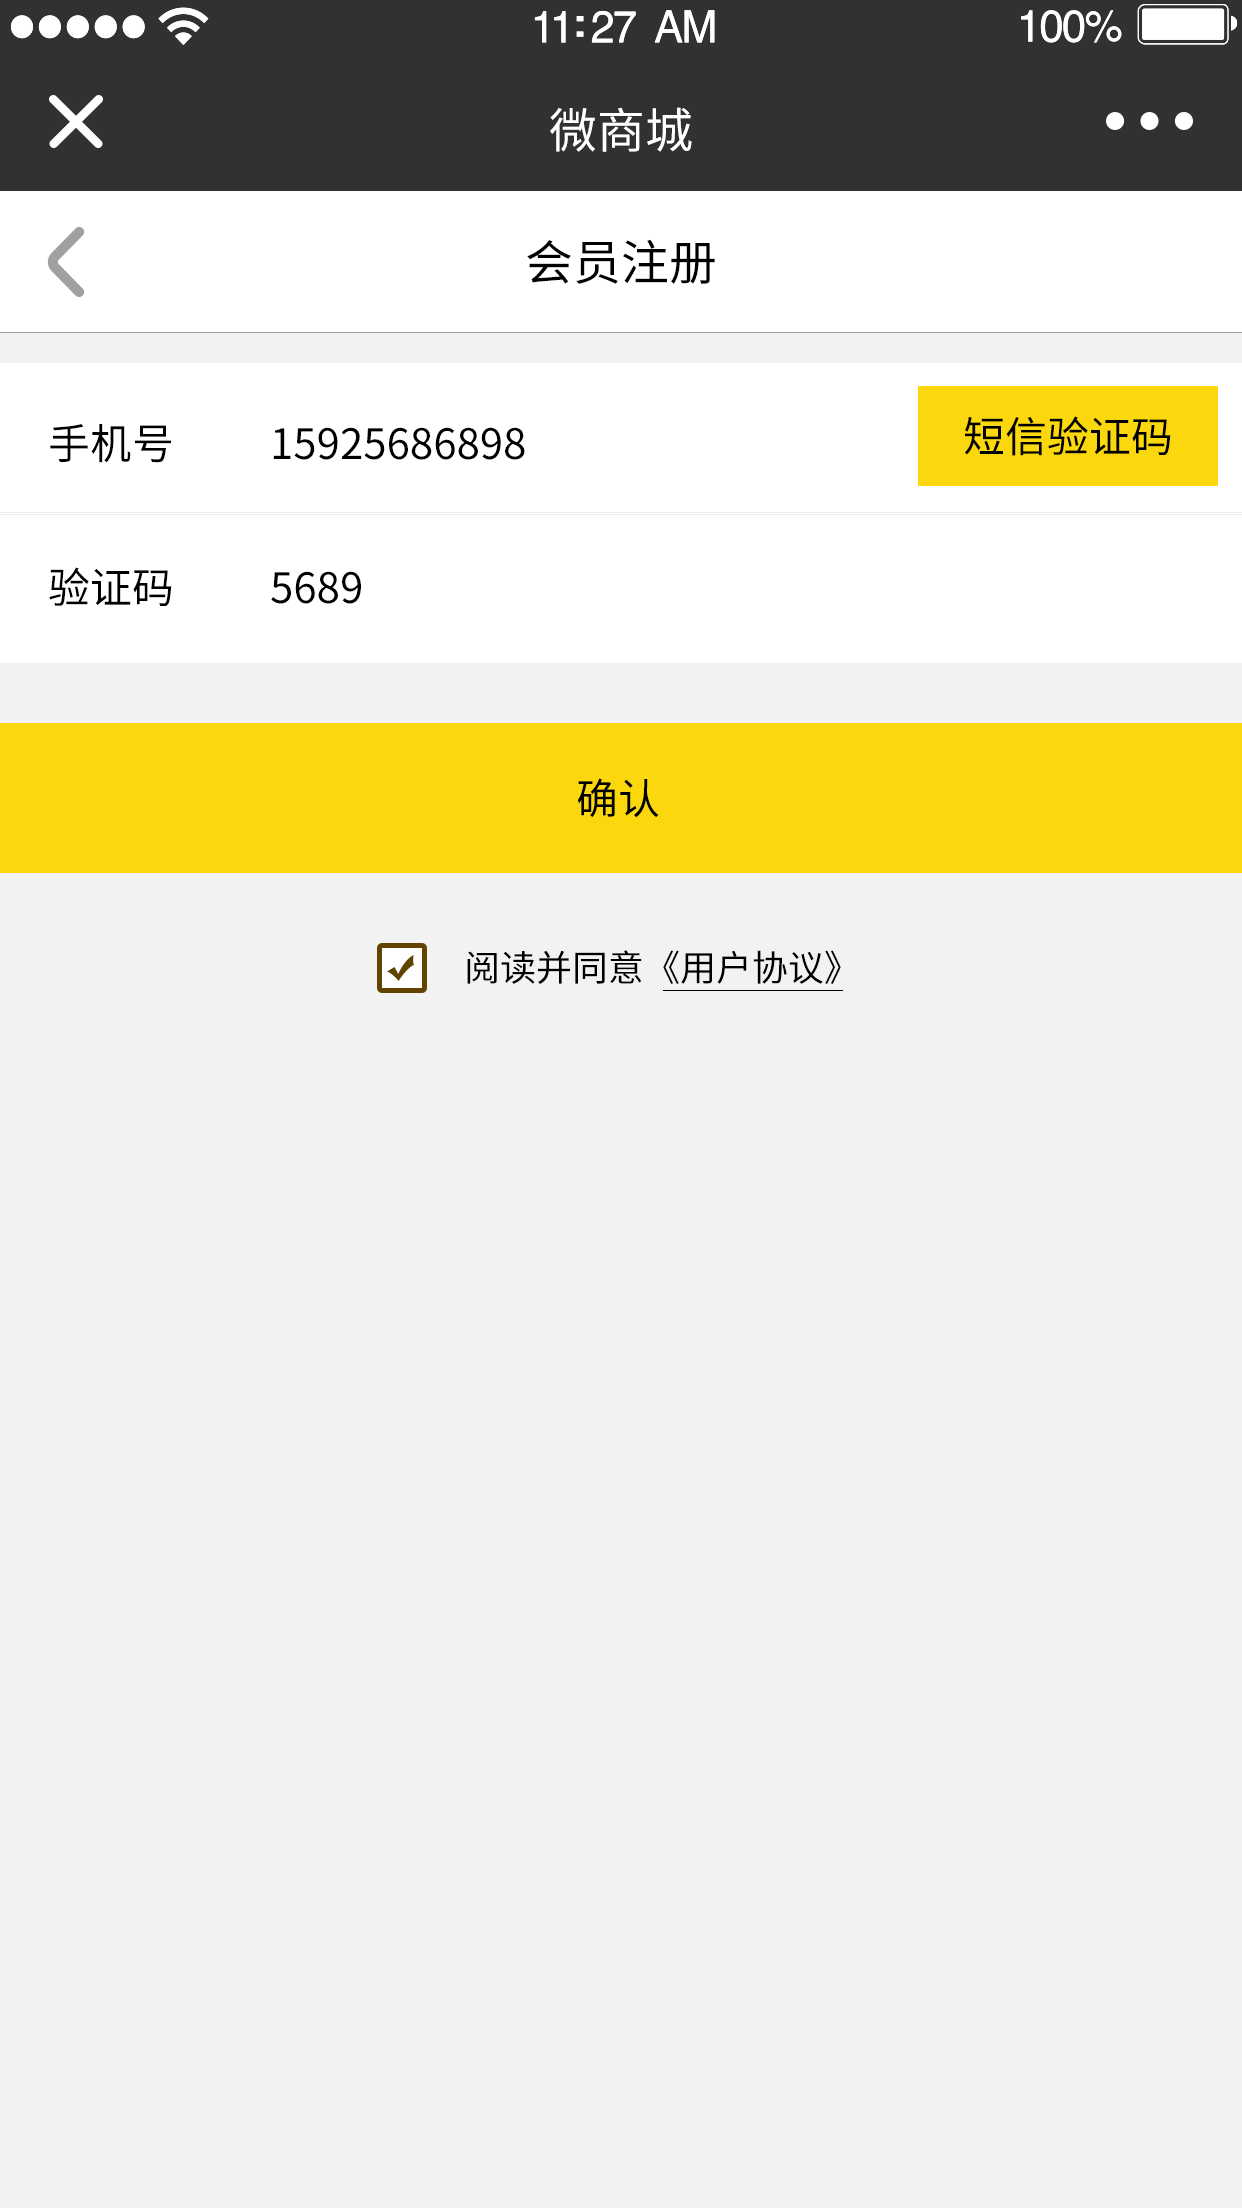 11:27 AM 100%
微商城
会员注册
手机号 15925686898 短信验证码
验证码 5689
确认
阅读并同意《用户协议》